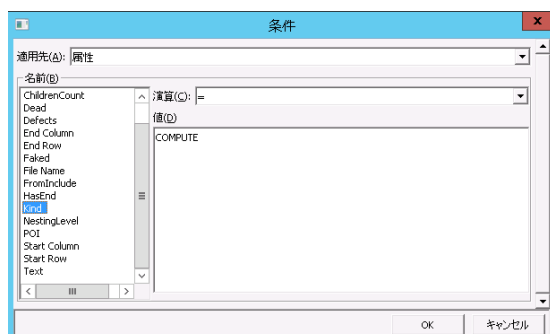 条件
x
適用先(A): 属性
名前(B)
ChildrenCount
Dead
Defects
End Column
End Row
Faked
File Name
FromInclude
HasEnd
Kind
NestingLevel
POI
Start Column
Start Row
Text
演算(C): =
値(D)
COMPUTE
OK
キャンセル